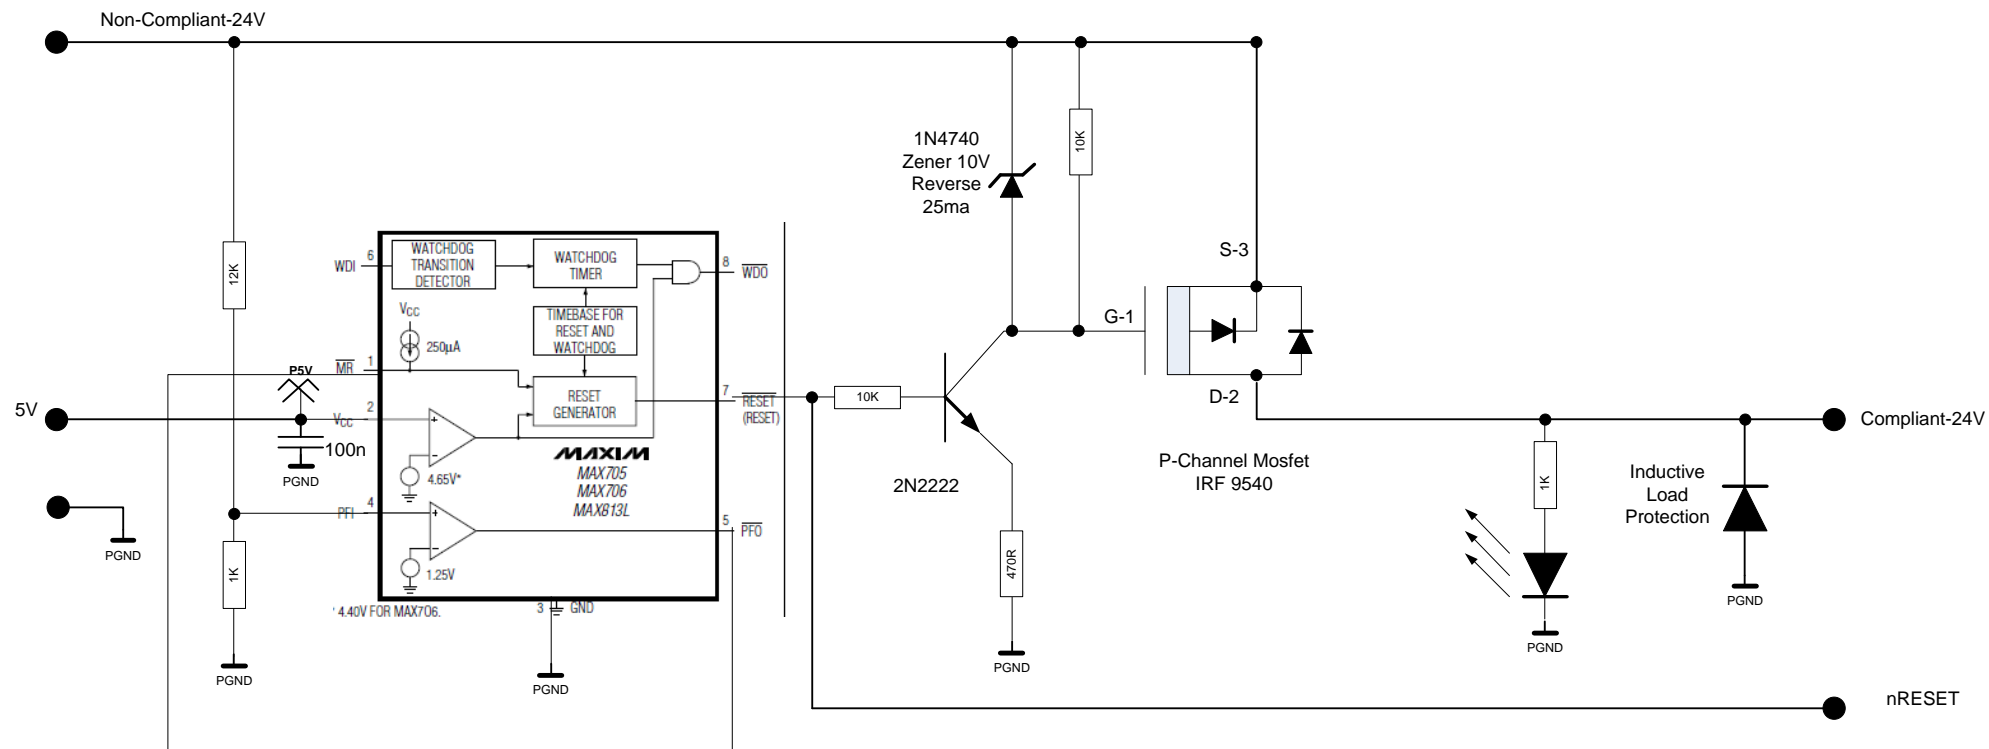 Non-Compliant-24V
1N4740
Zener 10V
Reverse
25ma
10K
12K
WDI
6
WATCHDOG
TRANSITION
DETECTOR
WATCHDOG
TIMER
8
WDO
VCC
250µA
TIMEBASE FOR
RESET AND
WATCHDOG
1
MR
P5V
RESET
GENERATOR
7
RESET
(RESET)
5V
2
VCC
100n
PGND
4.65V*
MAXIM
MAX705
MAX706
MAX813L
4
PFI
5
PFO
1.25V
PGND
1K
* 4.40V FOR MAX706.
3
GND
PGND
PGND
10K
2N2222
470R
PGND
S-3
G-1
D-2
P-Channel Mosfet
IRF 9540
Compliant-24V
1K
Inductive
Load
Protection
PGND
PGND
nRESET